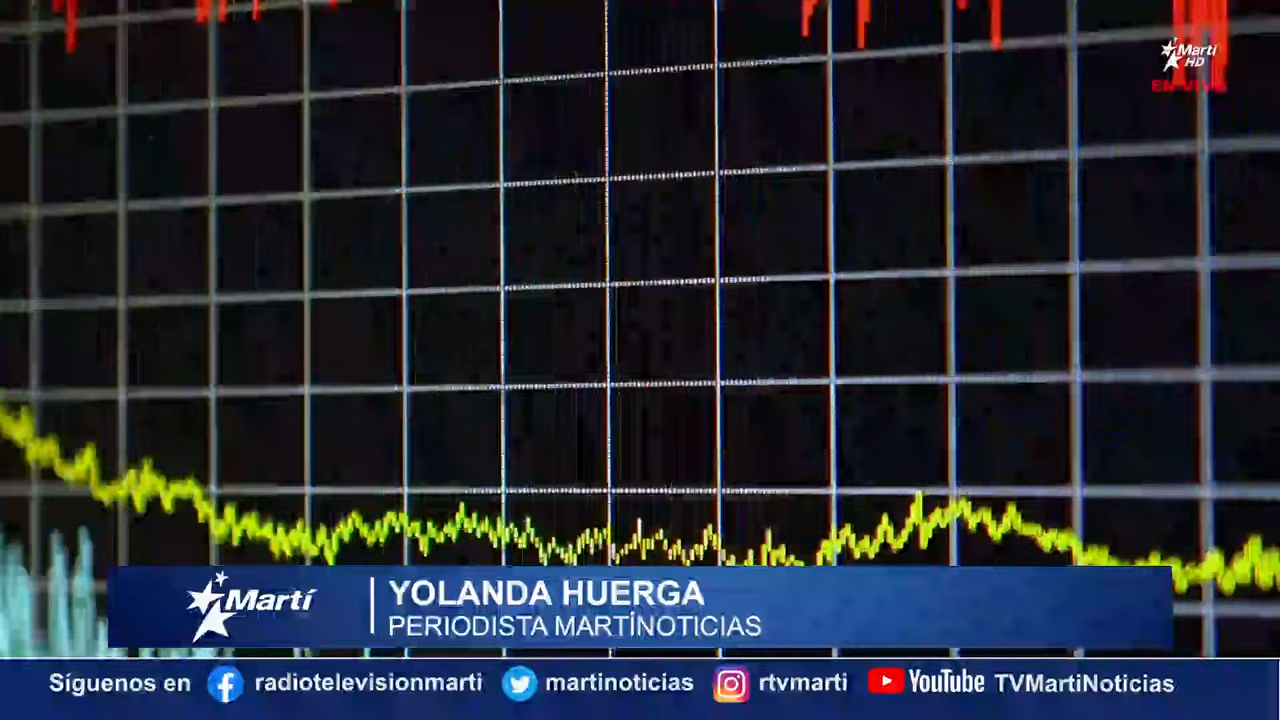 Martí
HD
EN VIVO
Martí
YOLANDA HUERGA
PERIODISTA MARTÍNOTICIAS
Síguenos en radiotelevisionmarti martinoticias rtvmarti YouTube TVMartiNoticias